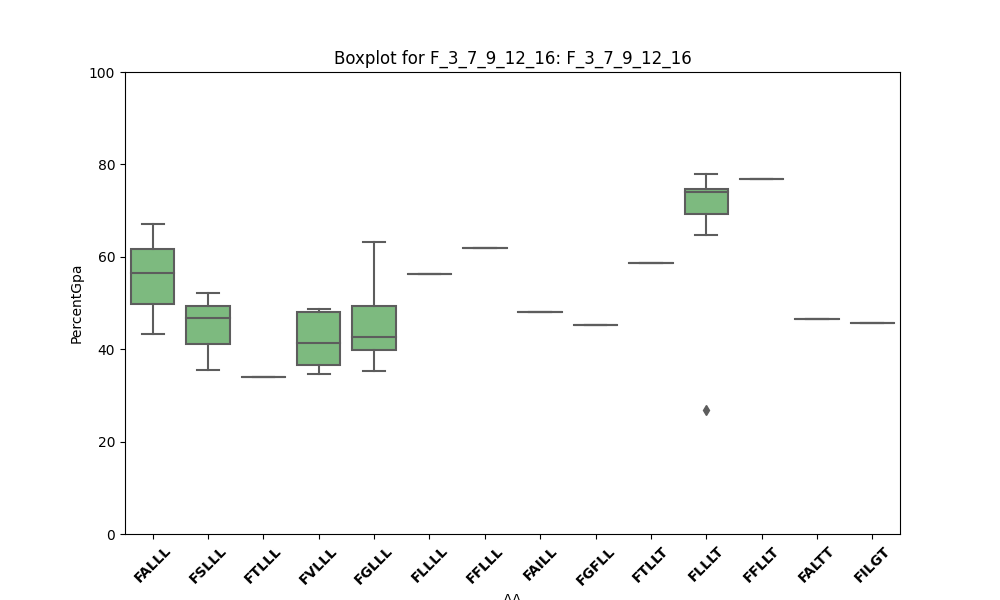 Boxplot for F_3_7_9_12_16: F_3_7_9_12_16
PercentGpa
100
80
60
40
20
0
FALLL
FSLLL
FTLLL
FVLLL
FGLLL
FLLLL
FFLLL
FAILL
FGFLL
FTLLT
FLLLT
FFLLT
FALTT
FILGT